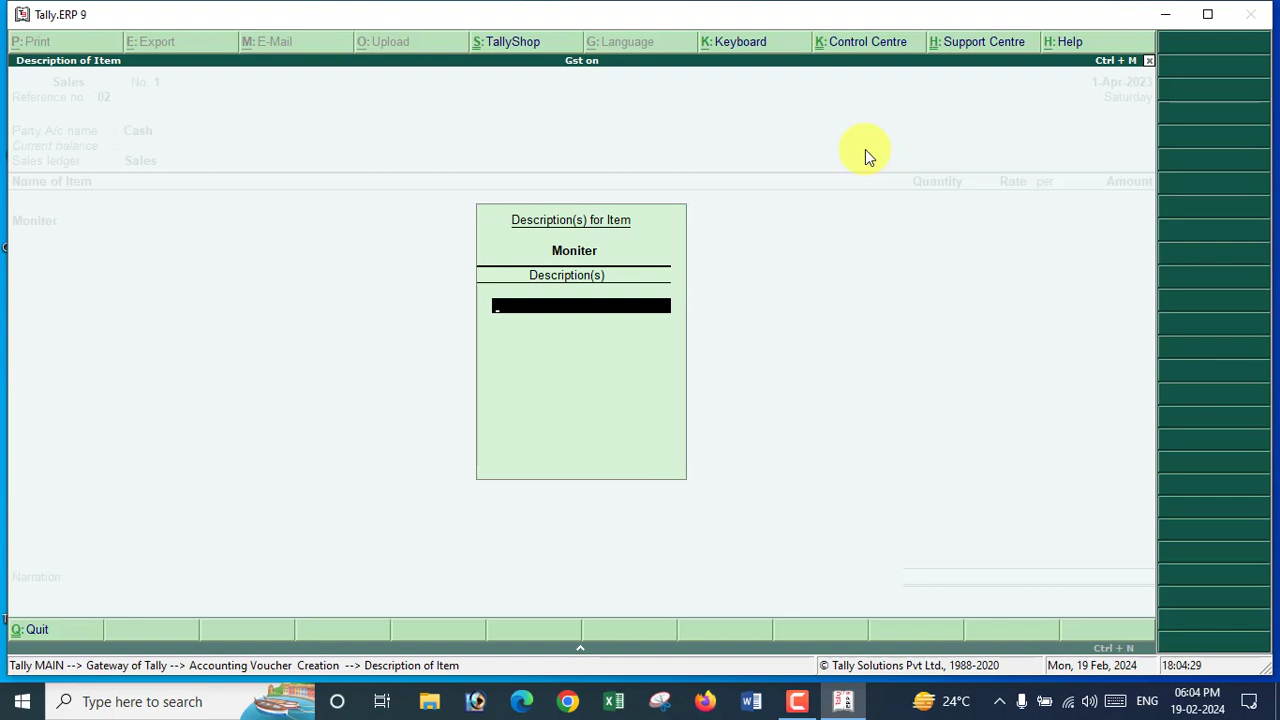 Tally.ERP 9
P: Print E: Export M: E-Mail O: Upload S: TallyShop G: Language K: Keyboard K: Control Centre H: Support Centre H: Help
Description of Item Gst on Ctrl + M
Sales No. 1 1-Apr-2023
Reference no. 02 Saturday
Party A/c name : Cash
Current balance :
Sales ledger : Sales
Name of Item Quantity Rate per Amount
Moniter
Description(s) for Item
Moniter
Description(s)
Narration:
Q: Quit
Ctrl + N
Tally MAIN --> Gateway of Tally --> Accounting Voucher Creation --> Description of Item © Tally Solutions Pvt Ltd., 1988-2020 Mon, 19 Feb, 2024 18:04:29
Type here to search 24°C ENG 06:04 PM
19-02-2024